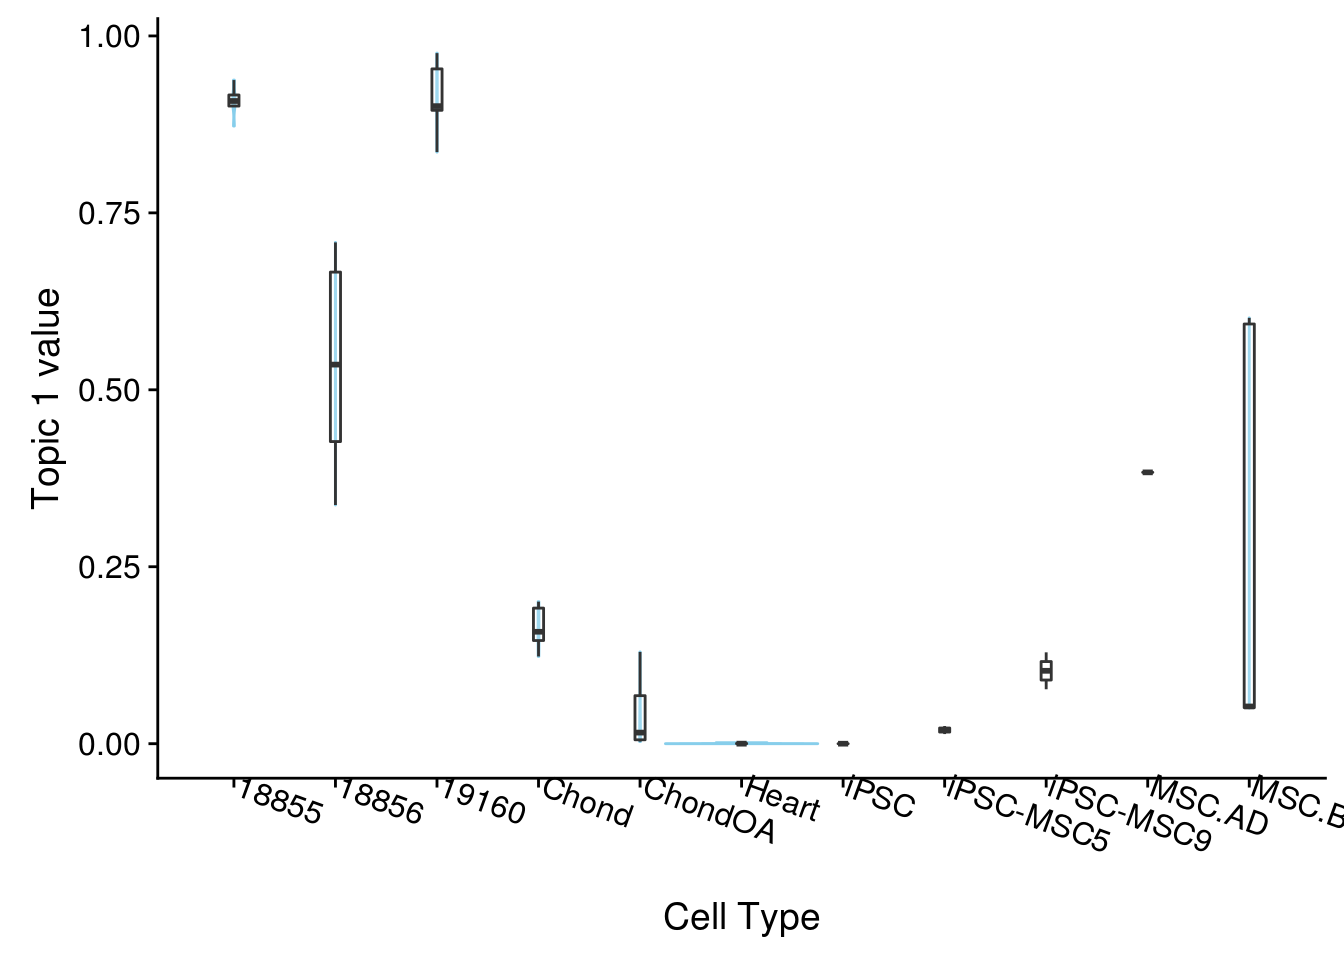 1.00
0.75
0.50
0.25
0.00
Topic 1 value
18855
18856
19160
Chond
ChondOA
Heart
iPSC
iPSC-MSC5
iPSC-MSC9
MSC.AD
MSC.B
Cell Type